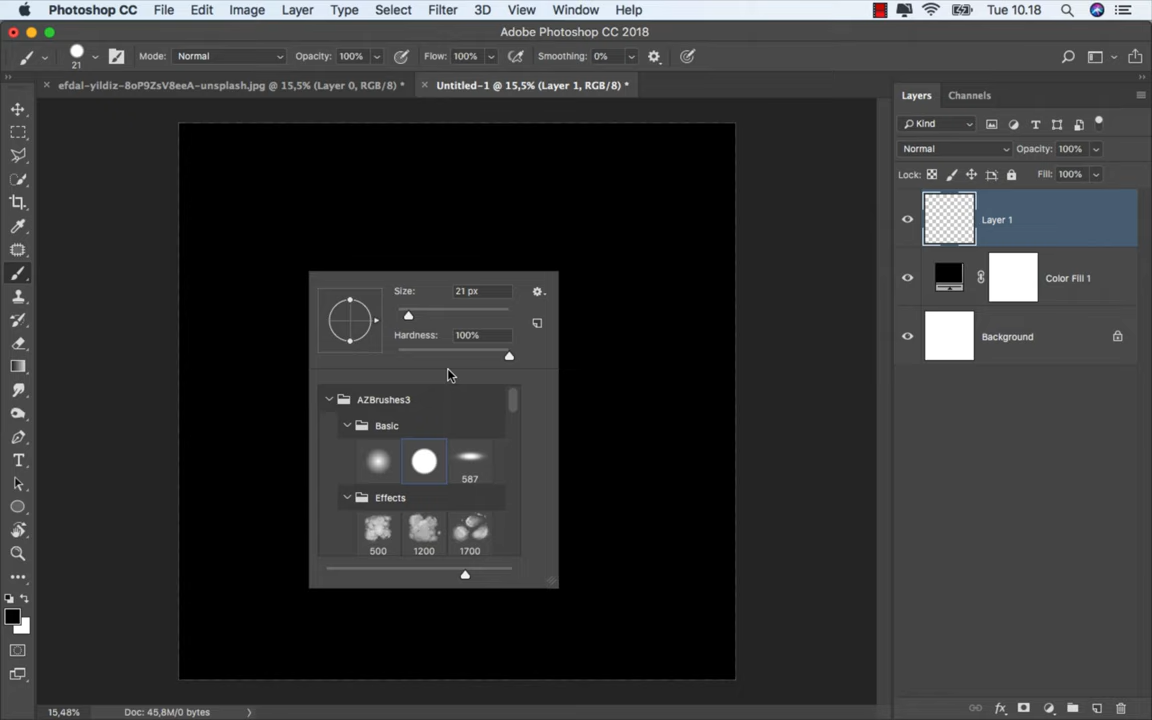 Photoshop CC File Edit Image Layer Type Select Filter 3D View Window Help Tue 10.18
Adobe Photoshop CC 2018
21 Mode: Normal Opacity: 100% Flow: 100% Smoothing: 0%
efdal-yildiz-8oP9ZsV8eeA-unsplash.jpg @ 15,5% (Layer 0, RGB/8) * Untitled-1 @ 15,5% (Layer 1, RGB/8) *
Layers Channels
Kind
Normal Opacity: 100%
Lock: Fill: 100%
Layer 1
Color Fill 1
Background
Size: 21 px
Hardness: 100%
AZBrushes3
Basic
587
Effects
500 1200 1700
15,48% Doc: 45,8M/0 bytes